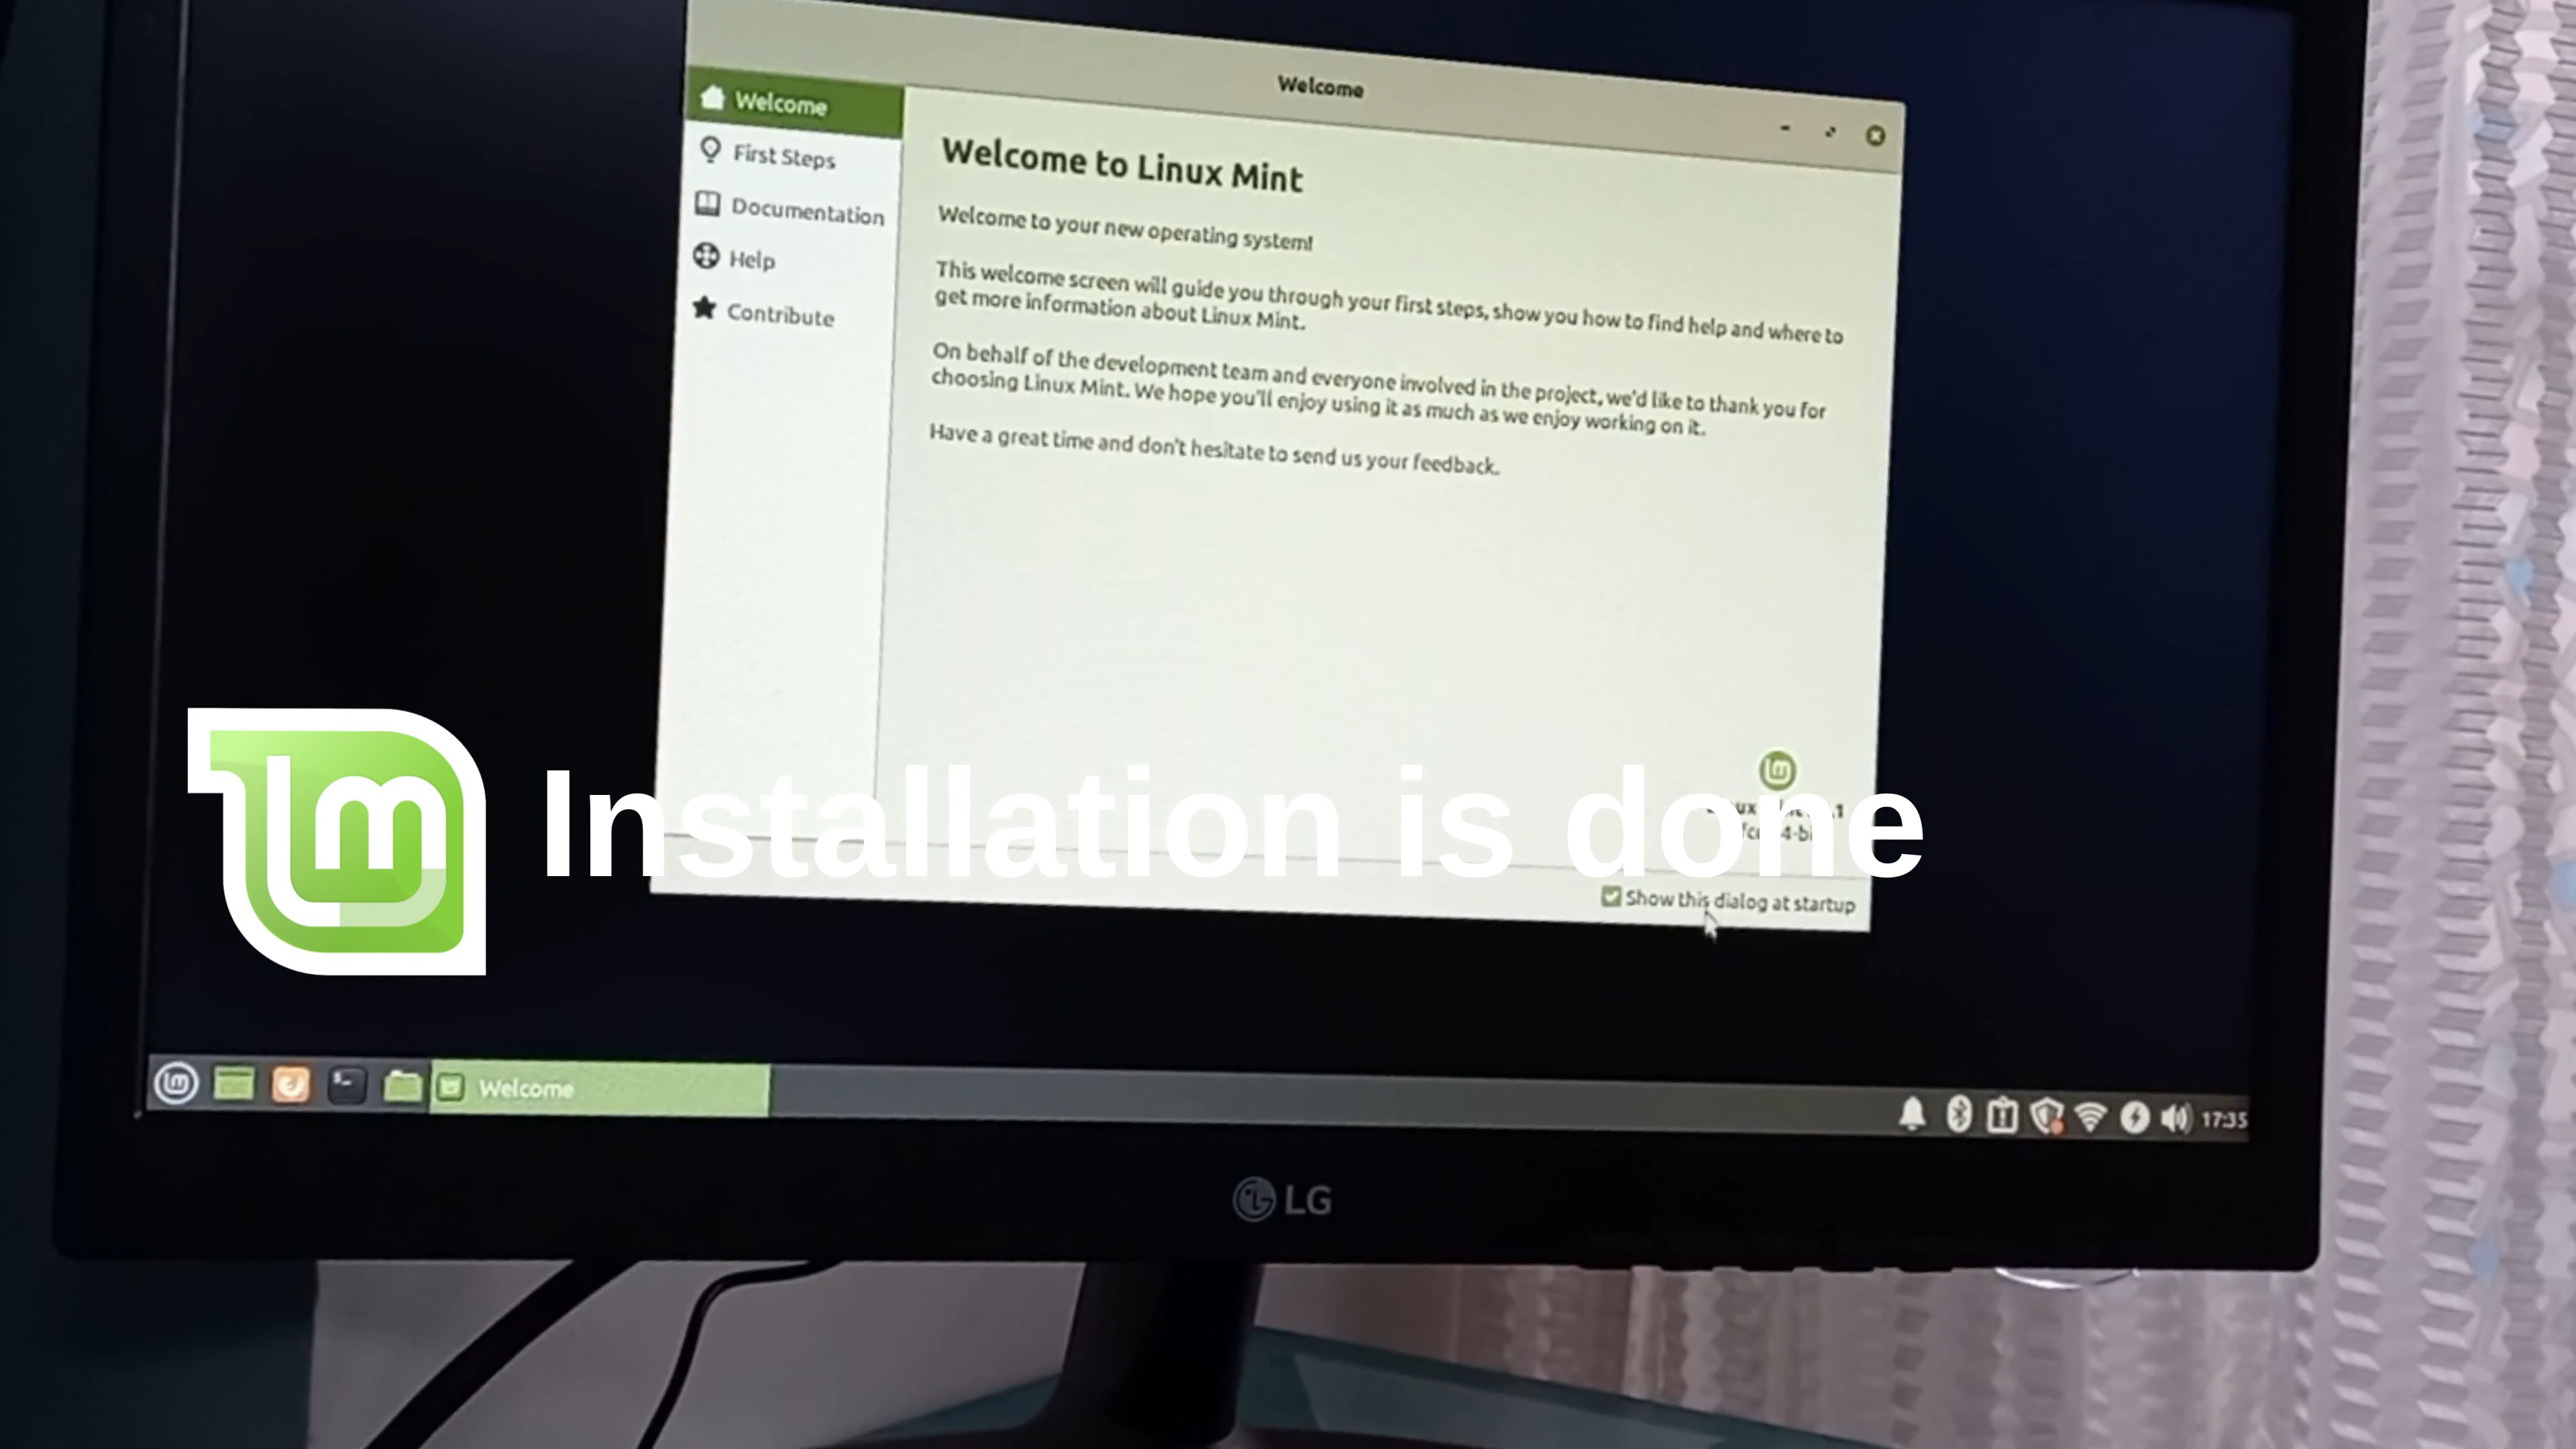 Welcome
Welcome
First Steps
Documentation
Help
Contribute
Welcome to Linux Mint
Welcome to your new operating system!
This welcome screen will guide you through your first steps, show you how to find help and where to
get more information about Linux Mint.
On behalf of the development team and everyone involved in the project, we'd like to thank you for
choosing Linux Mint. We hope you'll enjoy using it as much as we enjoy working on it.
Have a great time and don't hesitate to send us your feedback.
lm Installation is done
Show this dialog at startup
Welcome
17:35
LG